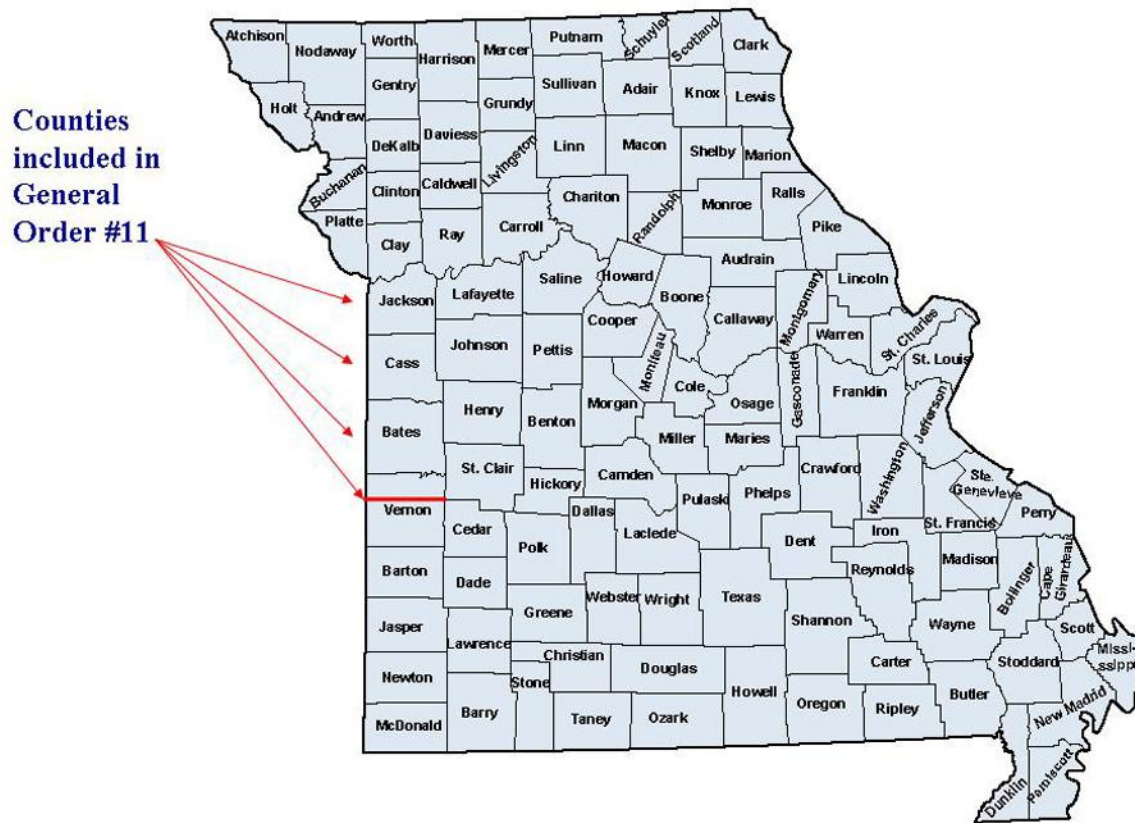 Counties
included in
General
Order #11
Atchison
Nodaway
Worth
Harrison
Mercer
Putnam
Schuyler
Scotland
Clark
Gentry
Sullivan
Adair
Knox
Lewis
Holt
Andrew
Grundy
DeKalb
Daviess
Livingston
Linn
Macon
Shelby
Marion
Buchanan
Clinton
Caldwell
Chariton
Randolph
Monroe
Ralls
Platte
Clay
Ray
Carroll
Pike
Audrain
Jackson
Lafayette
Saline
Howard
Boone
Callaway
Montgomery
Lincoln
Cooper
Warren
St. Charles
Cass
Johnson
Pettis
Moniteau
St. Louis
Cole
Osage
Gasconade
Franklin
Jefferson
Bates
Henry
Benton
Morgan
Miller
Maries
St. Clair
Hickory
Camden
Pulaski
Phelps
Crawford
Washington
Ste.
Genevieve
Vernon
Cedar
Polk
Dallas
Laclede
Dent
Iron
St. Francis
Perry
Barton
Dade
Madison
Bollinger
Cape
Girardeau
Greene
Webster
Wright
Texas
Reynolds
Shannon
Jasper
Lawrence
Wayne
Scott
Missi-
ssippi
Christian
Douglas
Carter
Stoddard
Newton
Stone
Howell
Butler
New Madrid
McDonald
Barry
Taney
Ozark
Oregon
Ripley
Dunklin
Pemiscott